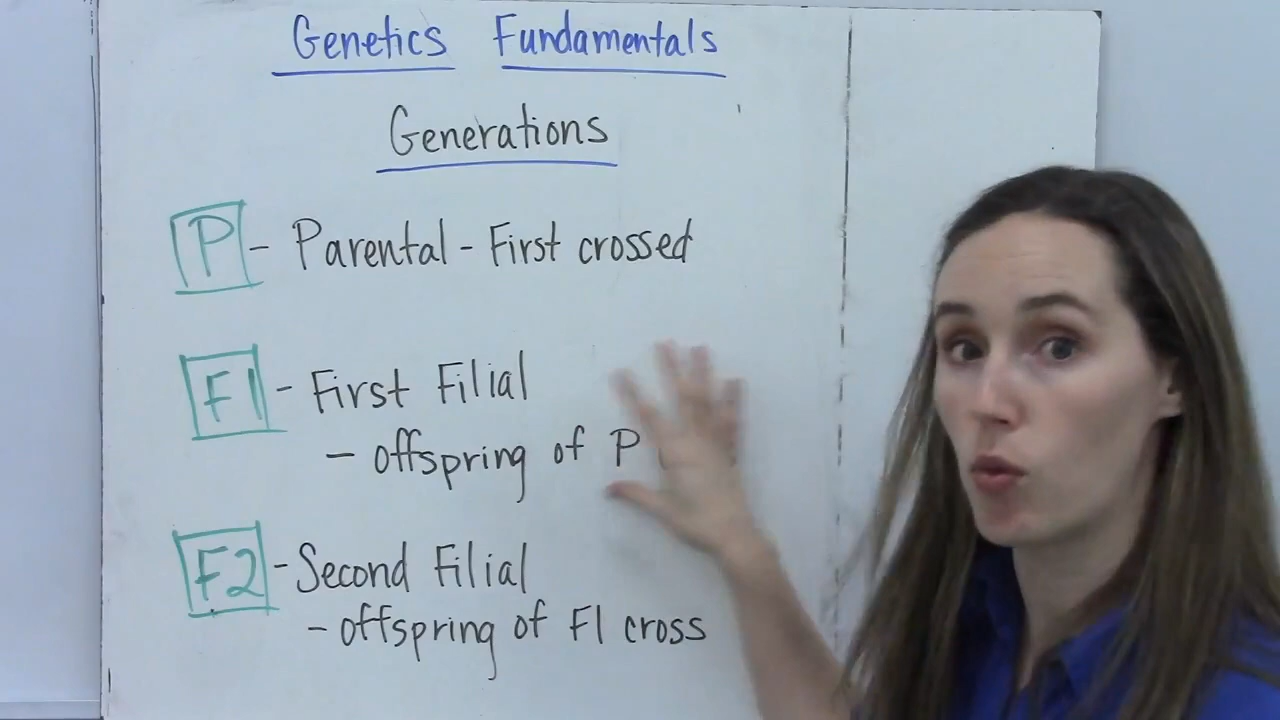 Genetics Fundamentals
Generations
P - Parental - First crossed
F1 - First Filial
- offspring of P
F2 - Second Filial
- offspring of F1 cross